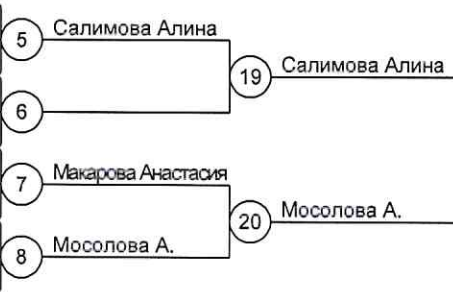 5 Салимова Алина
19 Салимова Алина
6
7 Макарова Анастасия
20 Мосолова А.
8 Мосолова А.